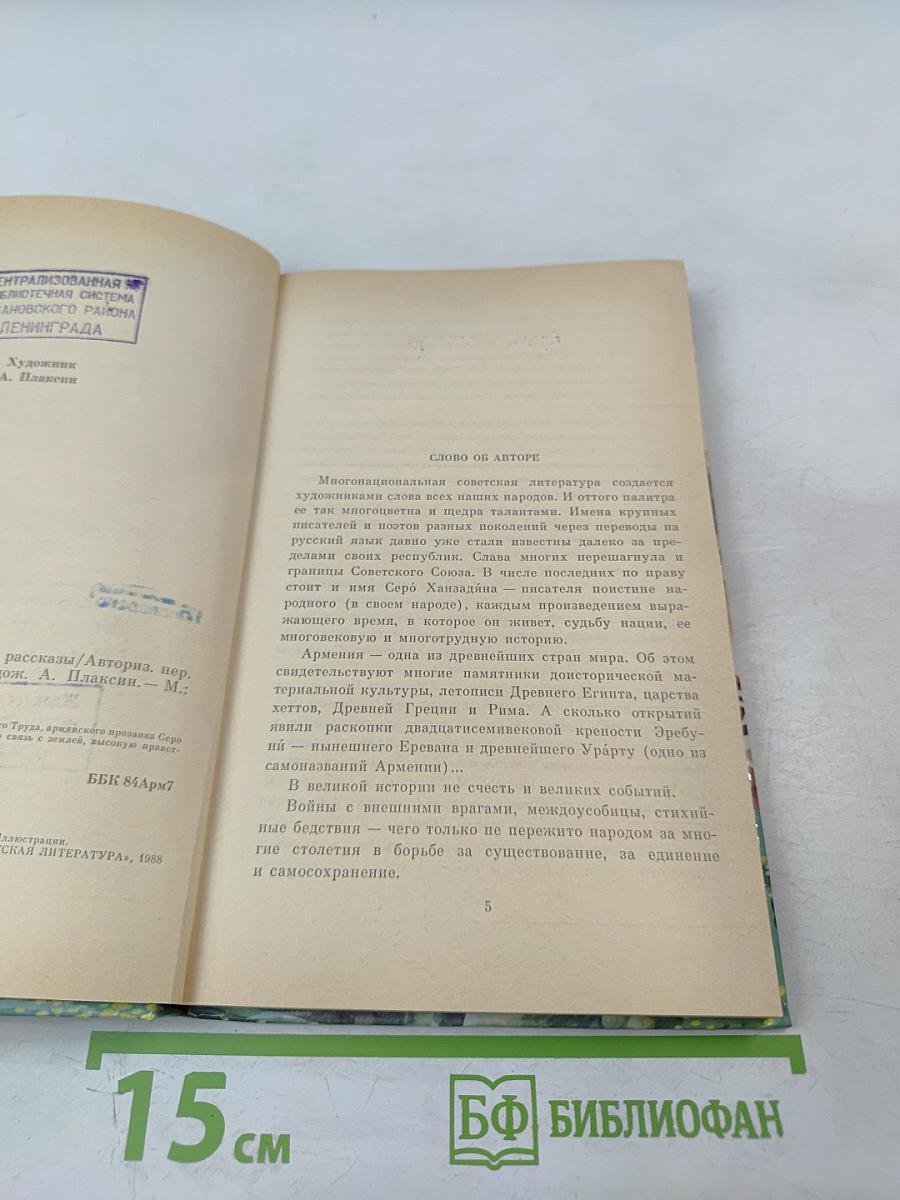 ЕНТРАЛИЗОВАННАЯ
БЛИОТЕЧНАЯ СИСТЕМА
АНОВСКОГО РАЙОНА
ЛЕНИНГРАДА
Художник
А. Плаксин
рассказы/Авториз. пер.
дож. А. Плаксин.— М.:
го Труда, армянского прозаика Серо
связь с землей, высокую нравст-
ББК 84Арм7
Иллюстрации.
СКАЯ ЛИТЕРАТУРА», 1988
СЛОВО ОБ АВТОРЕ
Многонациональная советская литература создается
художниками слова всех наших народов. И оттого палитра
ее так многоцветна и щедра талантами. Имена крупных
писателей и поэтов разных поколений через переводы на
русский язык давно уже стали известны далеко за пре-
делами своих республик. Слава многих перешагнула и
границы Советского Союза. В числе последних по праву
стоит и имя Серо́ Ханзадя́на — писателя поистине на-
родного (в своем народе), каждым произведением выра-
жающего время, в которое он живет, судьбу нации, ее
многовековую и многотрудную историю.
Армения — одна из древнейших стран мира. Об этом
свидетельствуют многие памятники доисторической ма-
териальной культуры, летописи Древнего Египта, царства
хеттов, Древней Греции и Рима. А сколько открытий
явили раскопки двадцатисемивековой крепости Эребу-
ни́ — нынешнего Еревана и древнейшего Ура́рту (одно из
самоназваний Армении)...
В великой истории не счесть и великих событий.
Войны с внешними врагами, междоусобицы, стихий-
ные бедствия — чего только не пережито народом за мно-
гие столетия в борьбе за существование, за единение
и самосохранение.
5
15 см
БФ БИБЛИОФАН